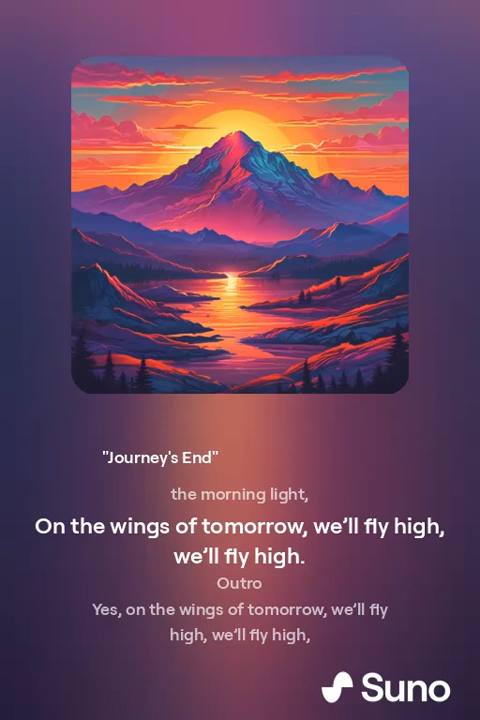 "Journey's End"
the morning light,
On the wings of tomorrow, we’ll fly high,
we’ll fly high.
Outro
Yes, on the wings of tomorrow, we’ll fly
high, we’ll fly high,
Suno